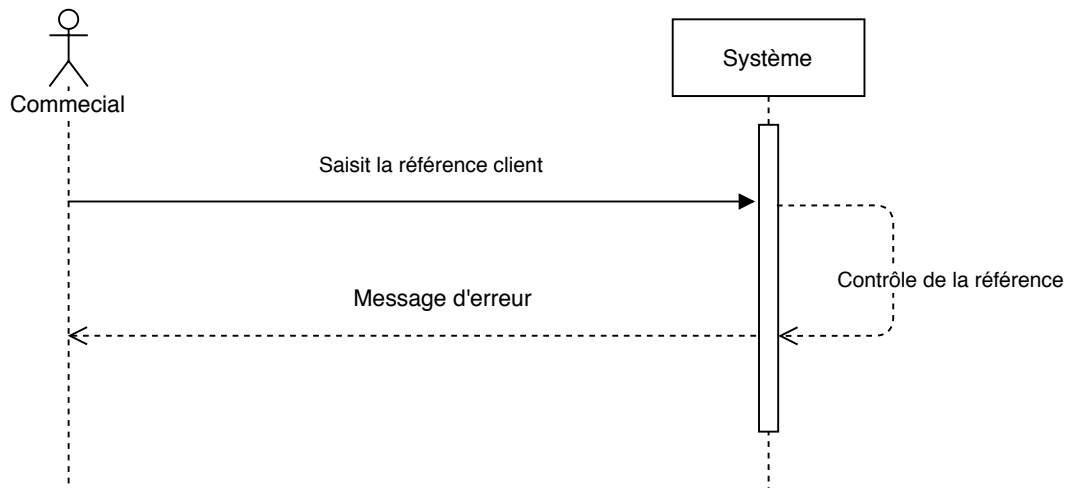 Système
Commecial
Saisit la référence client
Contrôle de la référence
Message d'erreur